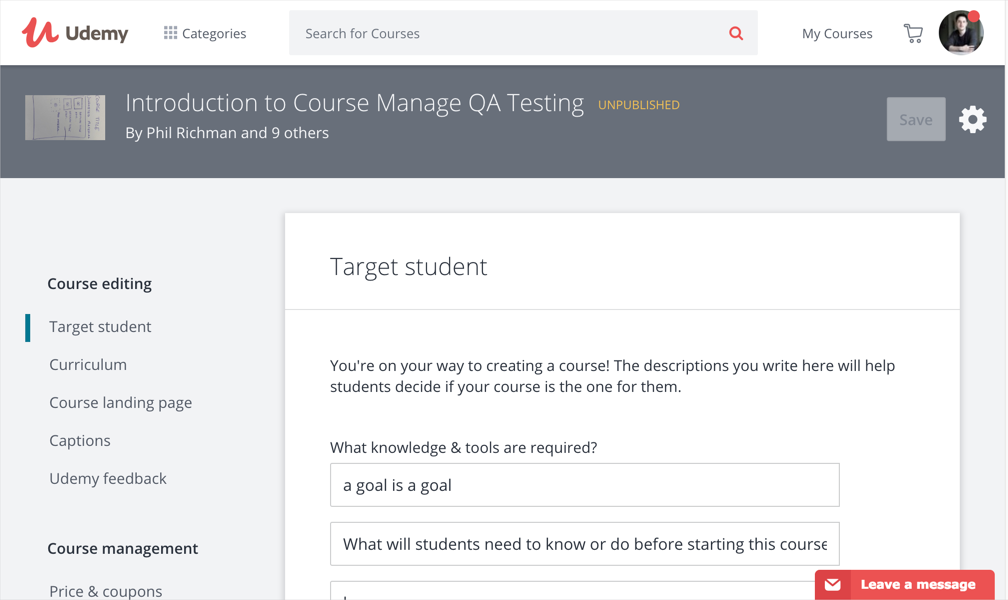 Udemy
Categories
Search for Courses
My Courses
Introduction to Course Manage QA Testing UNPUBLISHED
By Phil Richman and 9 others
Save
Course editing
Target student
Curriculum
Course landing page
Captions
Udemy feedback
Course management
Price & coupons
Target student
You're on your way to creating a course! The descriptions you write here will help
students decide if your course is the one for them.
What knowledge & tools are required?
a goal is a goal
What will students need to know or do before starting this course
Leave a message